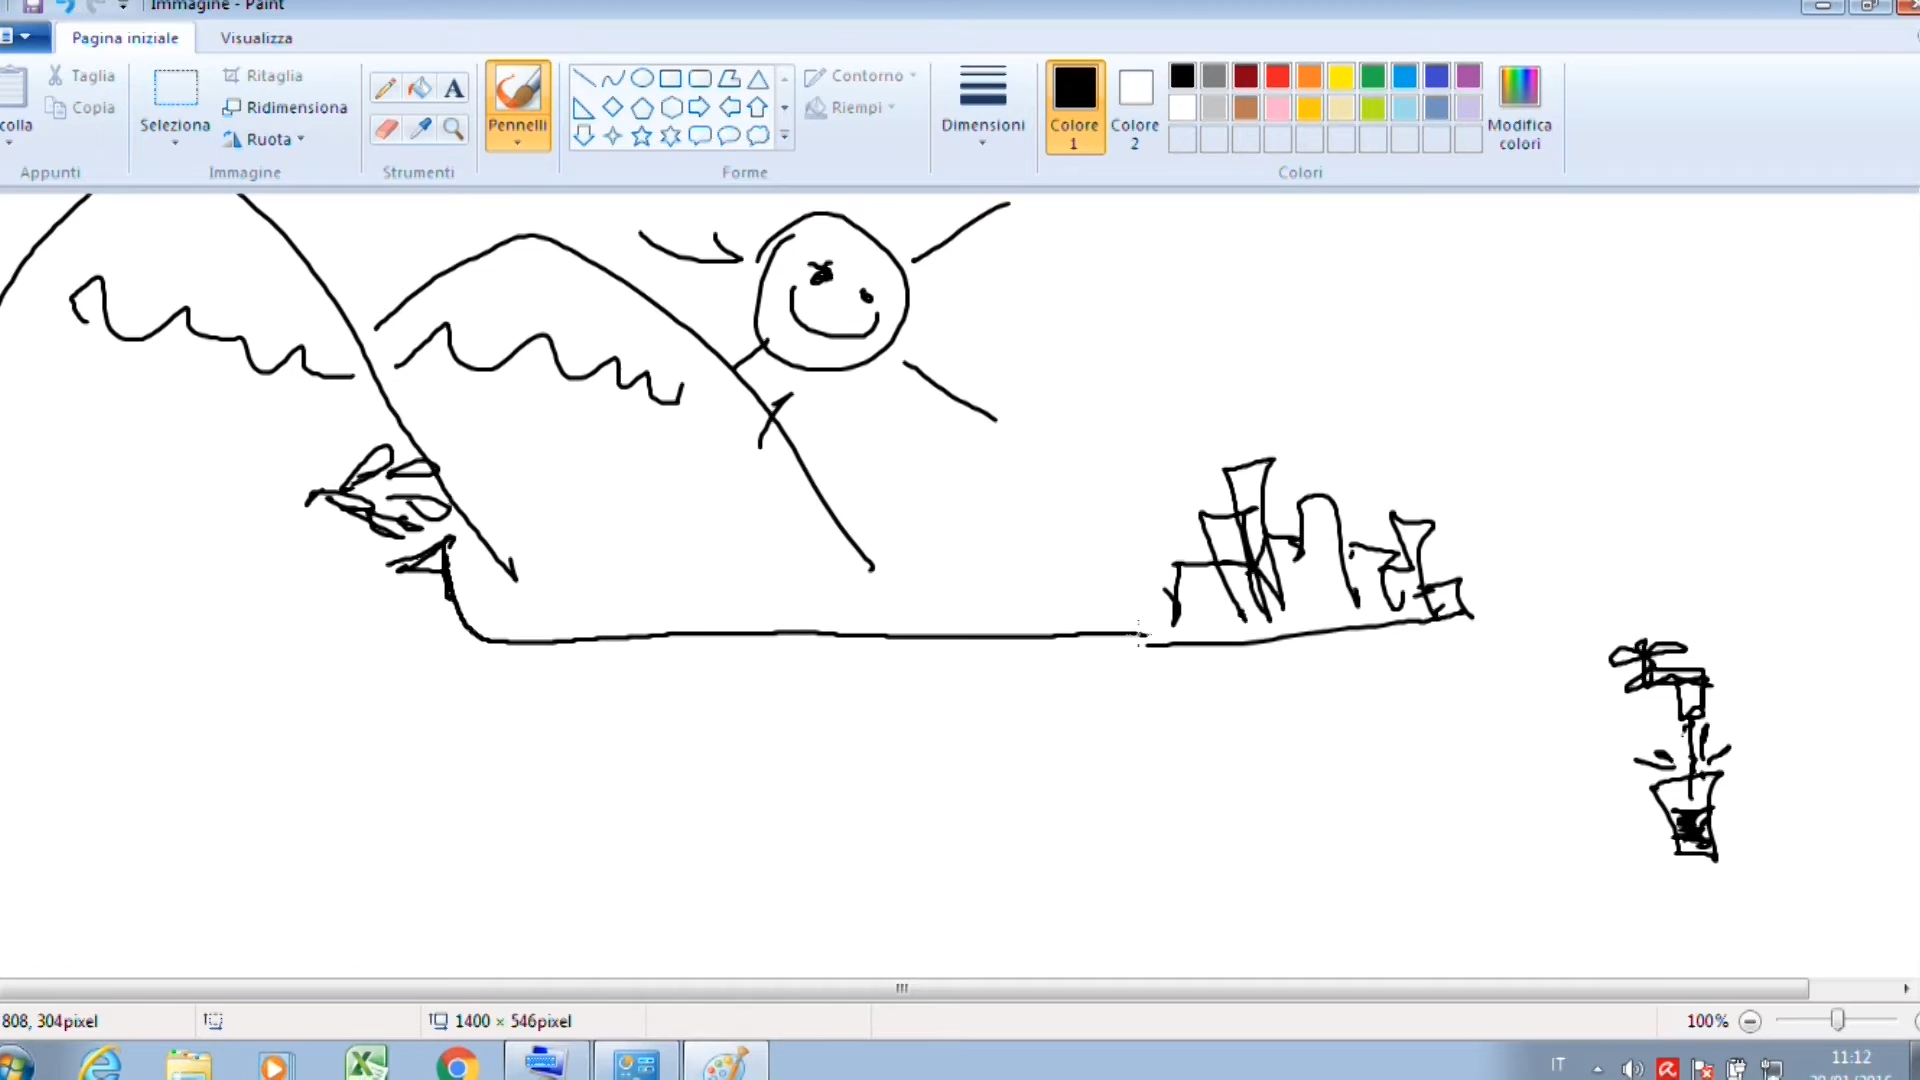 Immagine - Paint
Pagina iniziale Visualizza
Taglia
Copia
colla
Appunti
Seleziona
Ritaglia
Ridimensiona
Ruota
Immagine
A
Strumenti
Pennelli
Forme
Contorno
Riempi
Dimensioni
Colore
1
Colore
2
Modifica
colori
Colori
808, 304pixel
1400 × 546pixel
100%
IT
11:12